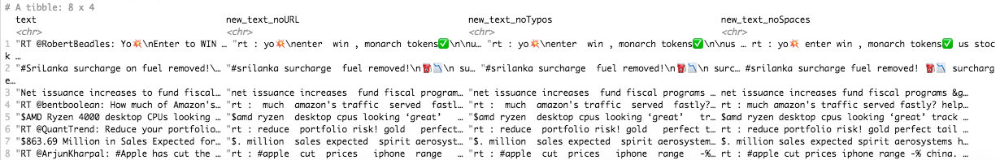 # A tibble: 8 x 4
text new_text_noURL new_text_noTypos new_text_noSpaces
<chr> <chr> <chr> <chr>
1 "RT @RobertBeadles: Yo💥\nEnter to WIN … "rt : yo💥\nenter  win , monarch tokens✅\n\nu… "rt : yo💥\nenter  win , monarch tokens✅\n\nus … rt : yo💥 enter win , monarch tokens✅ us stoc
k …
2 "#SriLanka surcharge on fuel removed!\… "#srilanka surcharge  fuel removed!\n⛽📉\n su… "#srilanka surcharge  fuel removed!\n⛽📉\n surc… #srilanka surcharge fuel removed! ⛽📉 surcharg
e…
3 "Net issuance increases to fund fiscal… "net issuance increases  fund fiscal program… "net issuance increases  fund fiscal programs … net issuance increases fund fiscal programs &g…
4 "RT @bentboolean: How much of Amazon's… "rt :  much  amazon's traffic  served  fastl… "rt :  much  amazon's traffic  served  fastly?… rt : much amazon's traffic served fastly? help…
5 "$AMD Ryzen 4000 desktop CPUs looking … "$amd ryzen  desktop cpus looking ‘great’  … "$amd ryzen  desktop cpus looking ‘great’   tr… $amd ryzen desktop cpus looking ‘great’ track …
6 "RT @QuantTrend: Reduce your portfolio… "rt : reduce  portfolio risk! gold   perfect… "rt : reduce  portfolio risk! gold   perfect t… rt : reduce portfolio risk! gold perfect tail …
7 "$863.69 Million in Sales Expected for… "$. million  sales expected  spirit aerosyst… "$. million  sales expected  spirit aerosystem… $. million sales expected spirit aerosystems h…
8 "RT @ArjunKharpal: #Apple has cut the … "rt : #apple  cut  prices  iphone range   … "rt : #apple  cut  prices  iphone range   -%… rt : #apple cut prices iphone range -% china. …